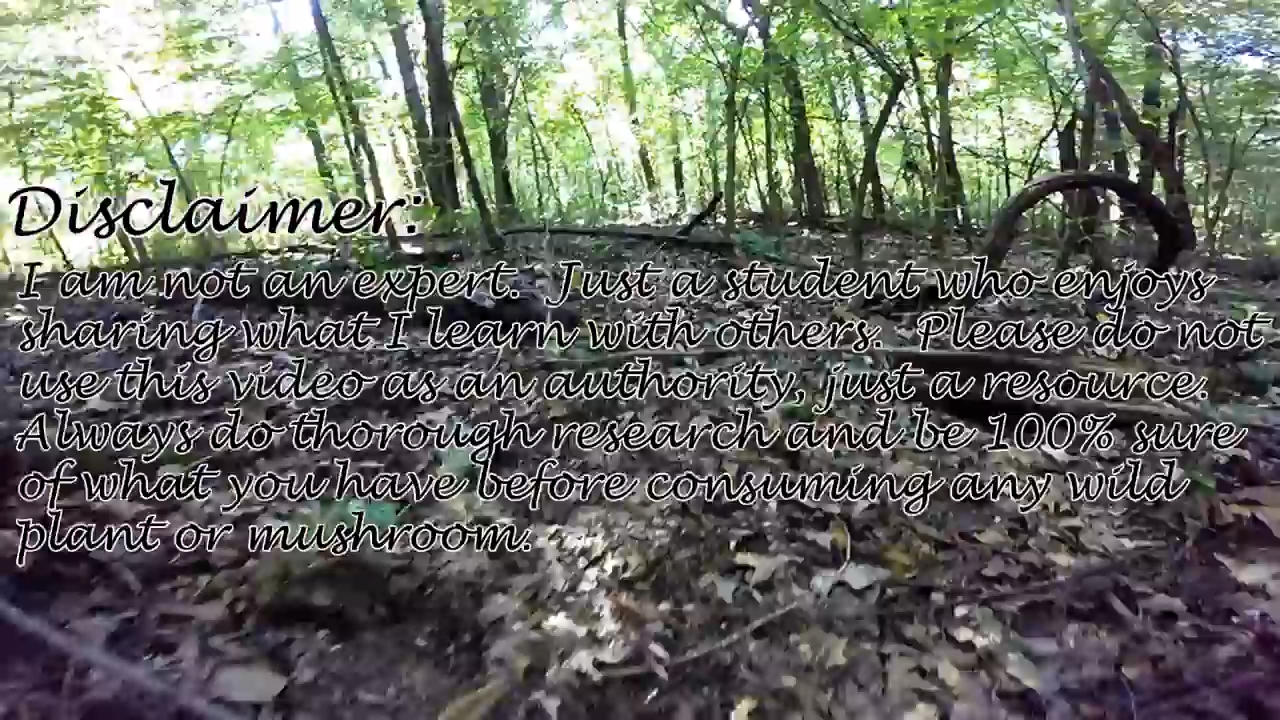 Disclaimer:
I am not an expert. Just a student who enjoys
sharing what I learn with others. Please do not
use this video as an authority, just a resource.
Always do thorough research and be 100% sure
of what you have before consuming any wild
plant or mushroom.